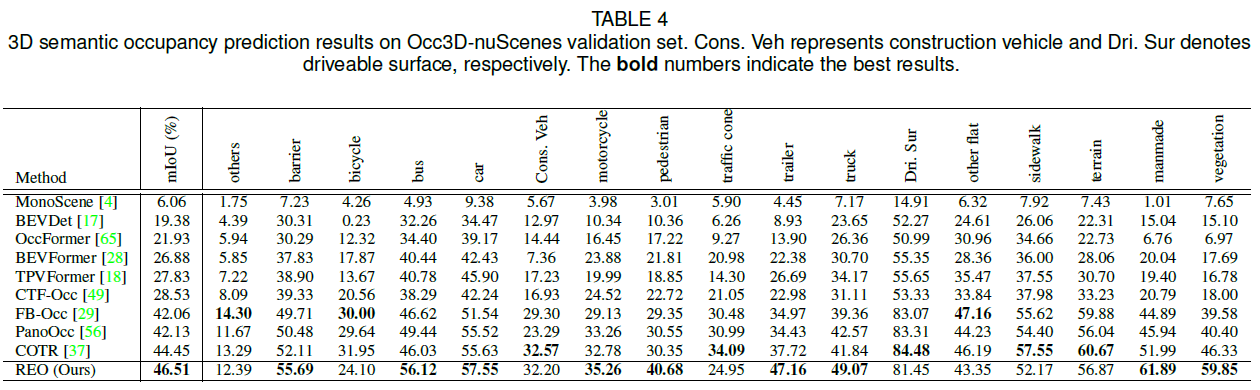 TABLE 4
3D semantic occupancy prediction results on Occ3D-nuScenes validation set. Cons. Veh represents construction vehicle and Dri. Sur denotes
driveable surface, respectively. The bold numbers indicate the best results.
Method mIoU (%) others barrier bicycle bus car Cons. Veh motorcycle pedestrian traffic cone trailer truck Dri. Sur other flat sidewalk terrain manmade vegetation
MonoScene [4] 6.06 1.75 7.23 4.26 4.93 9.38 5.67 3.98 3.01 5.90 4.45 7.17 14.91 6.32 7.92 7.43 1.01 7.65
BEVDet [17] 19.38 4.39 30.31 0.23 32.26 34.47 12.97 10.34 10.36 6.26 8.93 23.65 52.27 24.61 26.06 22.31 15.04 15.10
OccFormer [65] 21.93 5.94 30.29 12.32 34.40 39.17 14.44 16.45 17.22 9.27 13.90 26.36 50.99 30.96 34.66 22.73 6.76 6.97
BEVFormer [28] 26.88 5.85 37.83 17.87 40.44 42.43 7.36 23.88 21.81 20.98 22.38 30.70 55.35 28.36 36.00 28.06 20.04 17.69
TPVFormer [18] 27.83 7.22 38.90 13.67 40.78 45.90 17.23 19.99 18.85 14.30 26.69 34.17 55.65 35.47 37.55 30.70 19.40 16.78
CTF-Occ [49] 28.53 8.09 39.33 20.56 38.29 42.24 16.93 24.52 22.72 21.05 22.98 31.11 53.33 33.84 37.98 33.23 20.79 18.00
FB-Occ [29] 42.06 14.30 49.71 30.00 46.62 51.54 29.30 29.13 29.35 30.48 34.97 39.36 83.07 47.16 55.62 59.88 44.89 39.58
PanoOcc [56] 42.13 11.67 50.48 29.64 49.44 55.52 23.29 33.26 30.55 30.99 34.43 42.57 83.31 44.23 54.40 56.04 45.94 40.40
COTR [37] 44.45 13.29 52.11 31.95 46.03 55.63 32.57 32.78 30.35 34.09 37.72 41.84 84.48 46.19 57.55 60.67 51.99 46.33
REO (Ours) 46.51 12.39 55.69 24.10 56.12 57.55 32.20 35.26 40.68 24.95 47.16 49.07 81.45 43.35 52.17 56.87 61.89 59.85